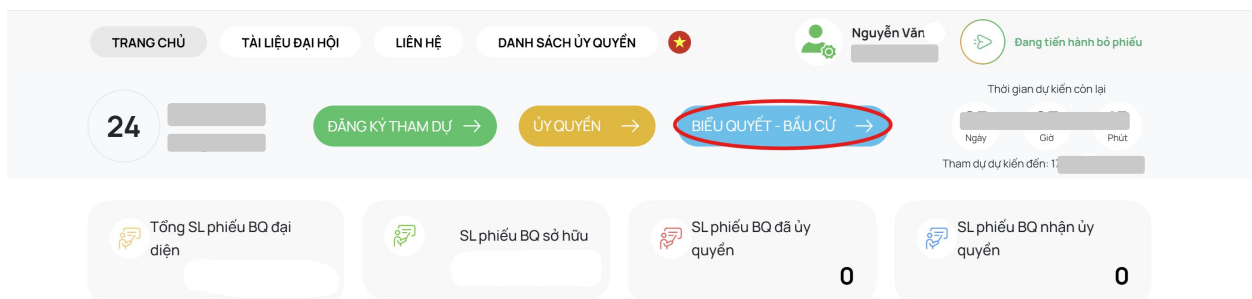 TRANG CHỦ
TÀI LIỆU ĐẠI HỘI
LIÊN HỆ
DANH SÁCH ỦY QUYỀN
Nguyễn Văn
Đang tiến hành bỏ phiếu
24
ĐĂNG KÝ THAM DỰ
ỦY QUYỀN
BIỂU QUYẾT - BẦU CỬ
Thời gian dự kiến còn lại
Ngày
Giờ
Phút
Tham dự dự kiến đến:
Tổng SL phiếu BQ đại
diện
SL phiếu BQ sở hữu
SL phiếu BQ đã ủy
quyền
0
SL phiếu BQ nhận ủy
quyền
0